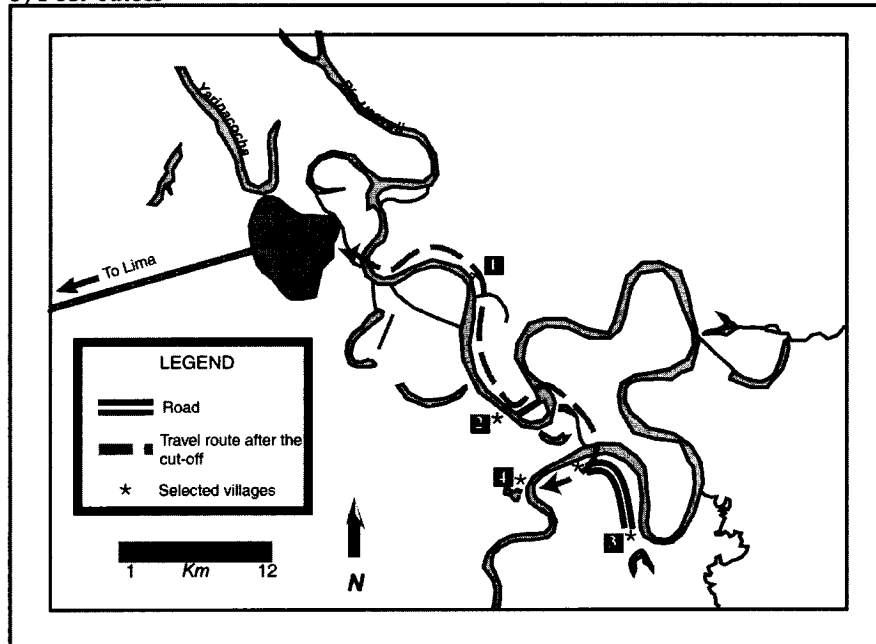 Yarinacocha
To Lima
1
2
4
3
LEGEND
Road
Travel route after the
cut-off
* Selected villages
1 Km 12
N